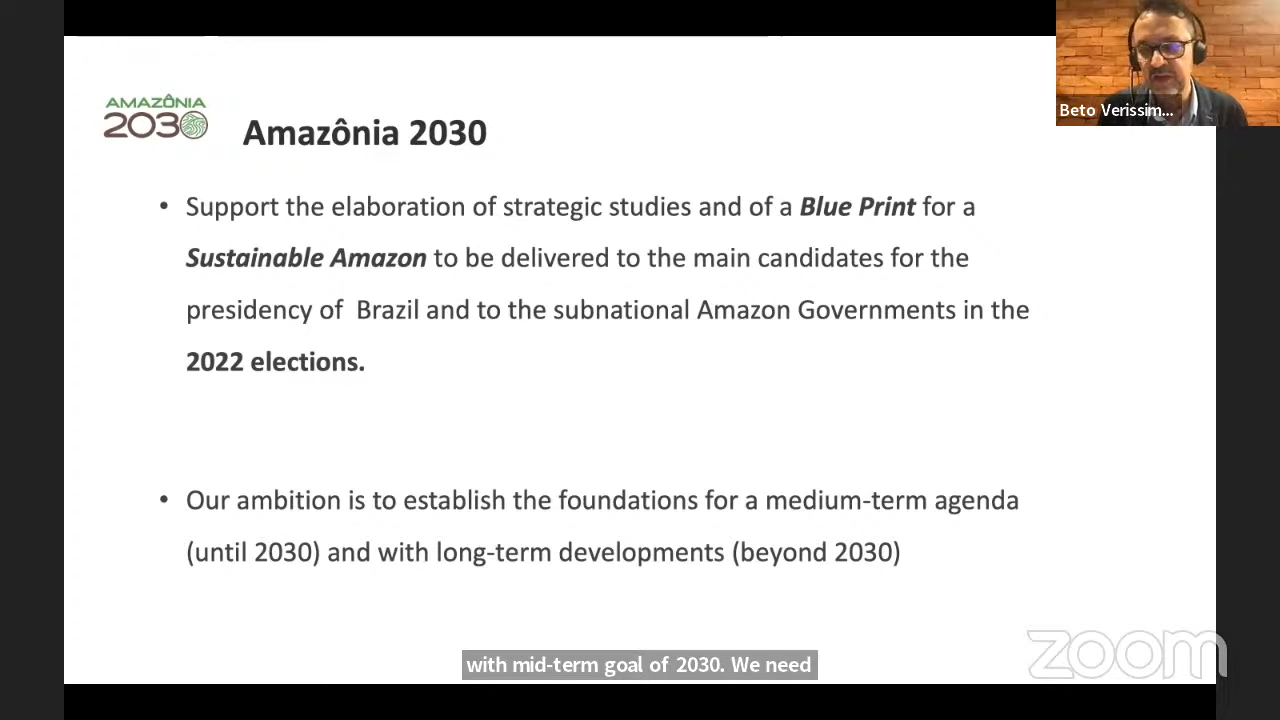 AMAZÔNIA
2030
Amazônia 2030
Beto Verissim...
• Support the elaboration of strategic studies and of a Blue Print for a
Sustainable Amazon to be delivered to the main candidates for the
presidency of Brazil and to the subnational Amazon Governments in the
2022 elections.
• Our ambition is to establish the foundations for a medium-term agenda
(until 2030) and with long-term developments (beyond 2030)
with mid-term goal of 2030. We need
zoom